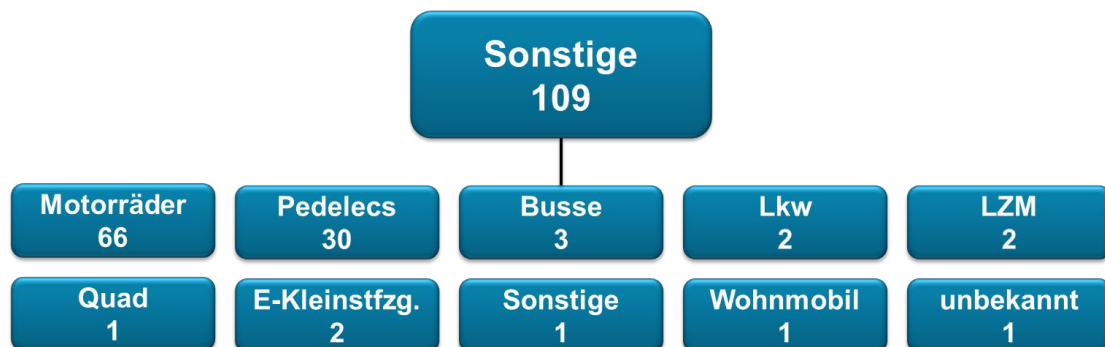 Sonstige
109
Motorräder
66
Pedelecs
30
Busse
3
Lkw
2
LZM
2
Quad
1
E-Kleinstfzg.
2
Sonstige
1
Wohnmobil
1
unbekannt
1